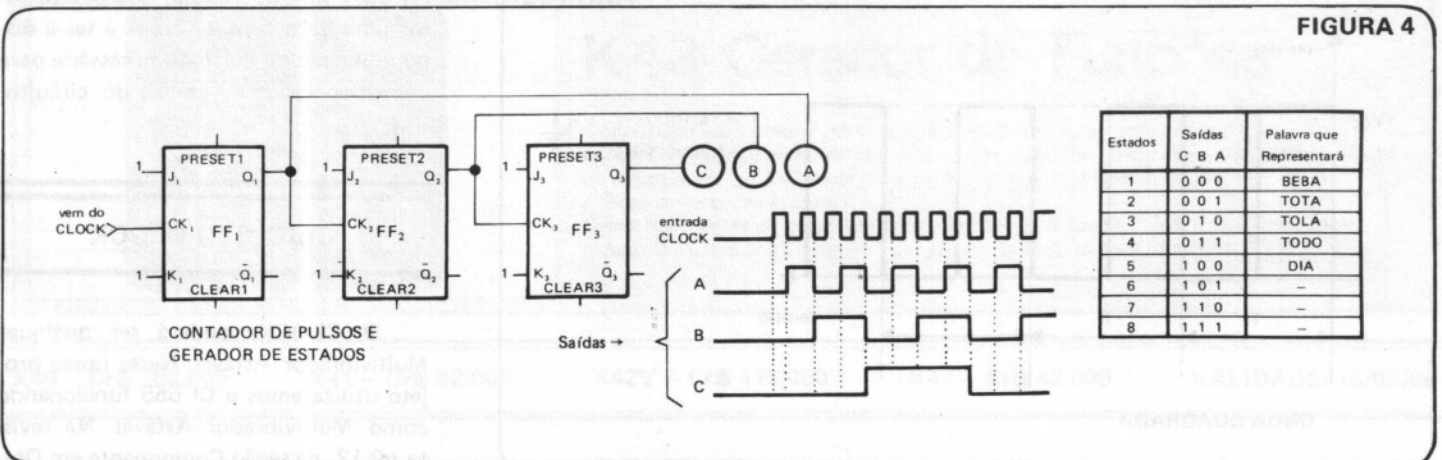 FIGURA 4
PRESET1
1 J₁ Q₁
vem do
CLOCK
CK₁ FF₁
1 K₁ Q̄₁
CLEAR1
PRESET2
1 J₂ Q₂
CK₂ FF₂
1 K₂ Q̄₂
CLEAR2
PRESET3
1 J₃ Q₃
CK₃ FF₃
1 K₃ Q̄₃
CLEAR3
CONTADOR DE PULSOS E
GERADOR DE ESTADOS
C B A
entrada
CLOCK
A
Saídas → B
C
Estados Saídas Palavra que
C B A Representará
1 0 0 0 BEBA
2 0 0 1 TOTA
3 0 1 0 TOLA
4 0 1 1 TODO
5 1 0 0 DIA
6 1 0 1 –
7 1 1 0 –
8 1 1 1 –